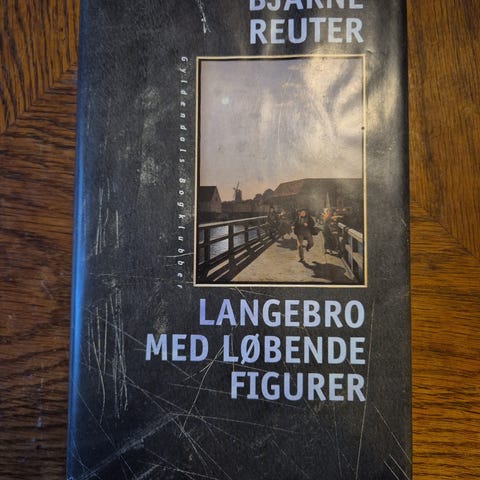 BJARNE
REUTER
Gyldendals Bogklubber
LANGEBRO
MED LØBENDE
FIGURER